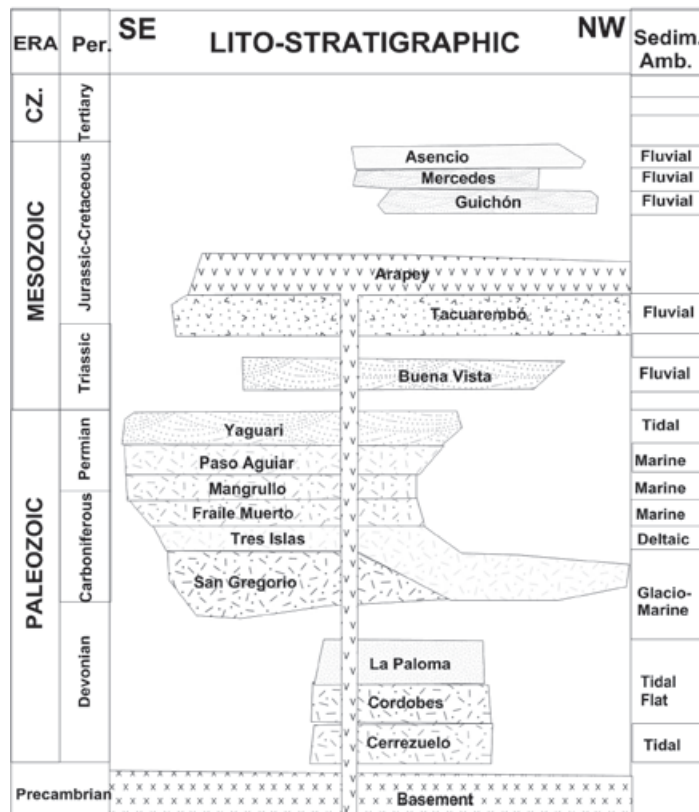 ERA Per. SE LITO-STRATIGRAPHIC NW Sedim.
Amb.
CZ.
Tertiary
MESOZOIC
Jurassic-Cretaceous
Triassic
PALEOZOIC
Permian
Carboniferous
Devonian
Precambrian
Asencio
Mercedes
Guichón
Arapey
Tacuarembó
Buena Vista
Yaguari
Paso Aguiar
Mangrullo
Fraile Muerto
Tres Islas
San Gregorio
La Paloma
Cordobes
Cerrezuelo
Basement
Fluvial
Fluvial
Fluvial
Fluvial
Fluvial
Tidal
Marine
Marine
Marine
Deltaic
Glacio-
Marine
Tidal
Flat
Tidal